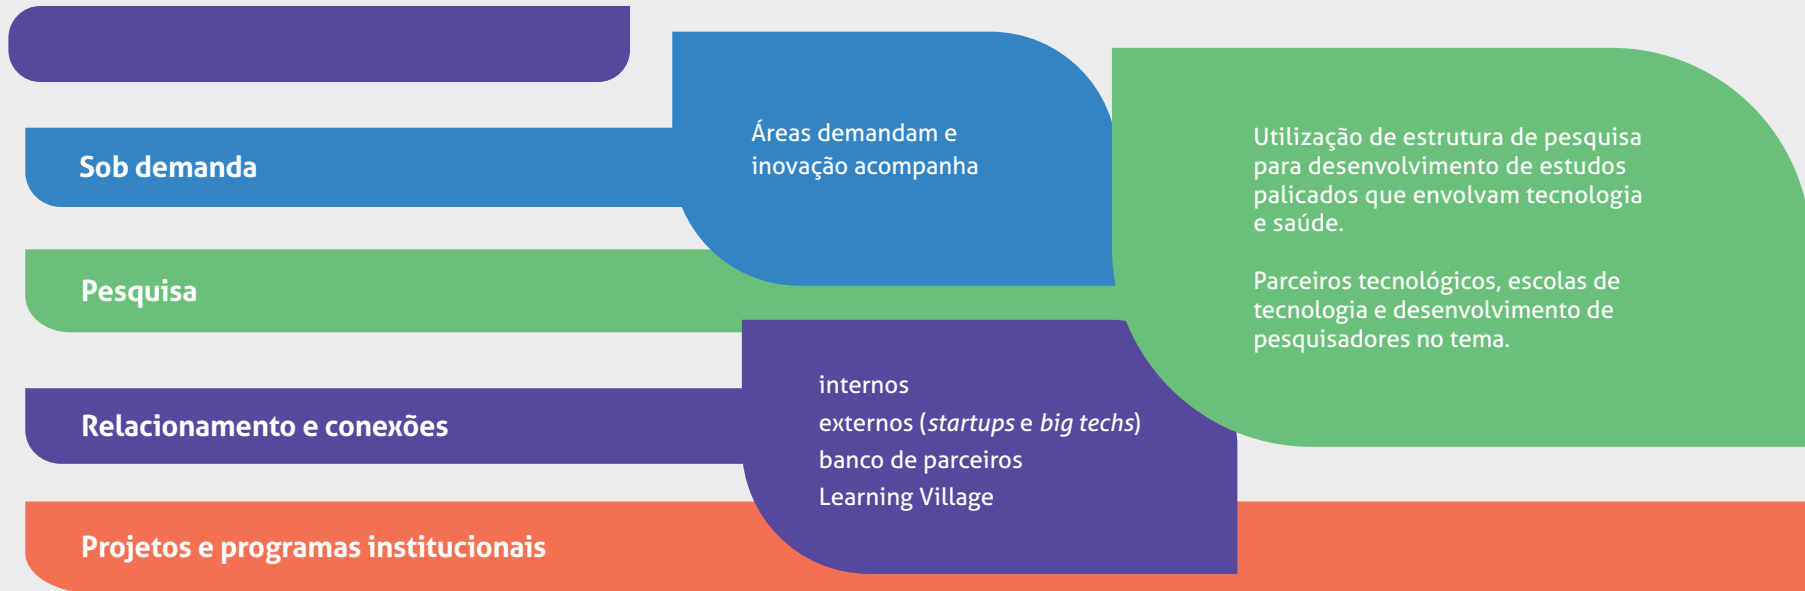 Sob demanda
Áreas demandam e
inovação acompanha
Pesquisa
Utilização de estrutura de pesquisa
para desenvolvimento de estudos
palicados que envolvam tecnologia
e saúde.
Parceiros tecnológicos, escolas de
tecnologia e desenvolvimento de
pesquisadores no tema.
Relacionamento e conexões
internos
externos (startups e big techs)
banco de parceiros
Learning Village
Projetos e programas institucionais